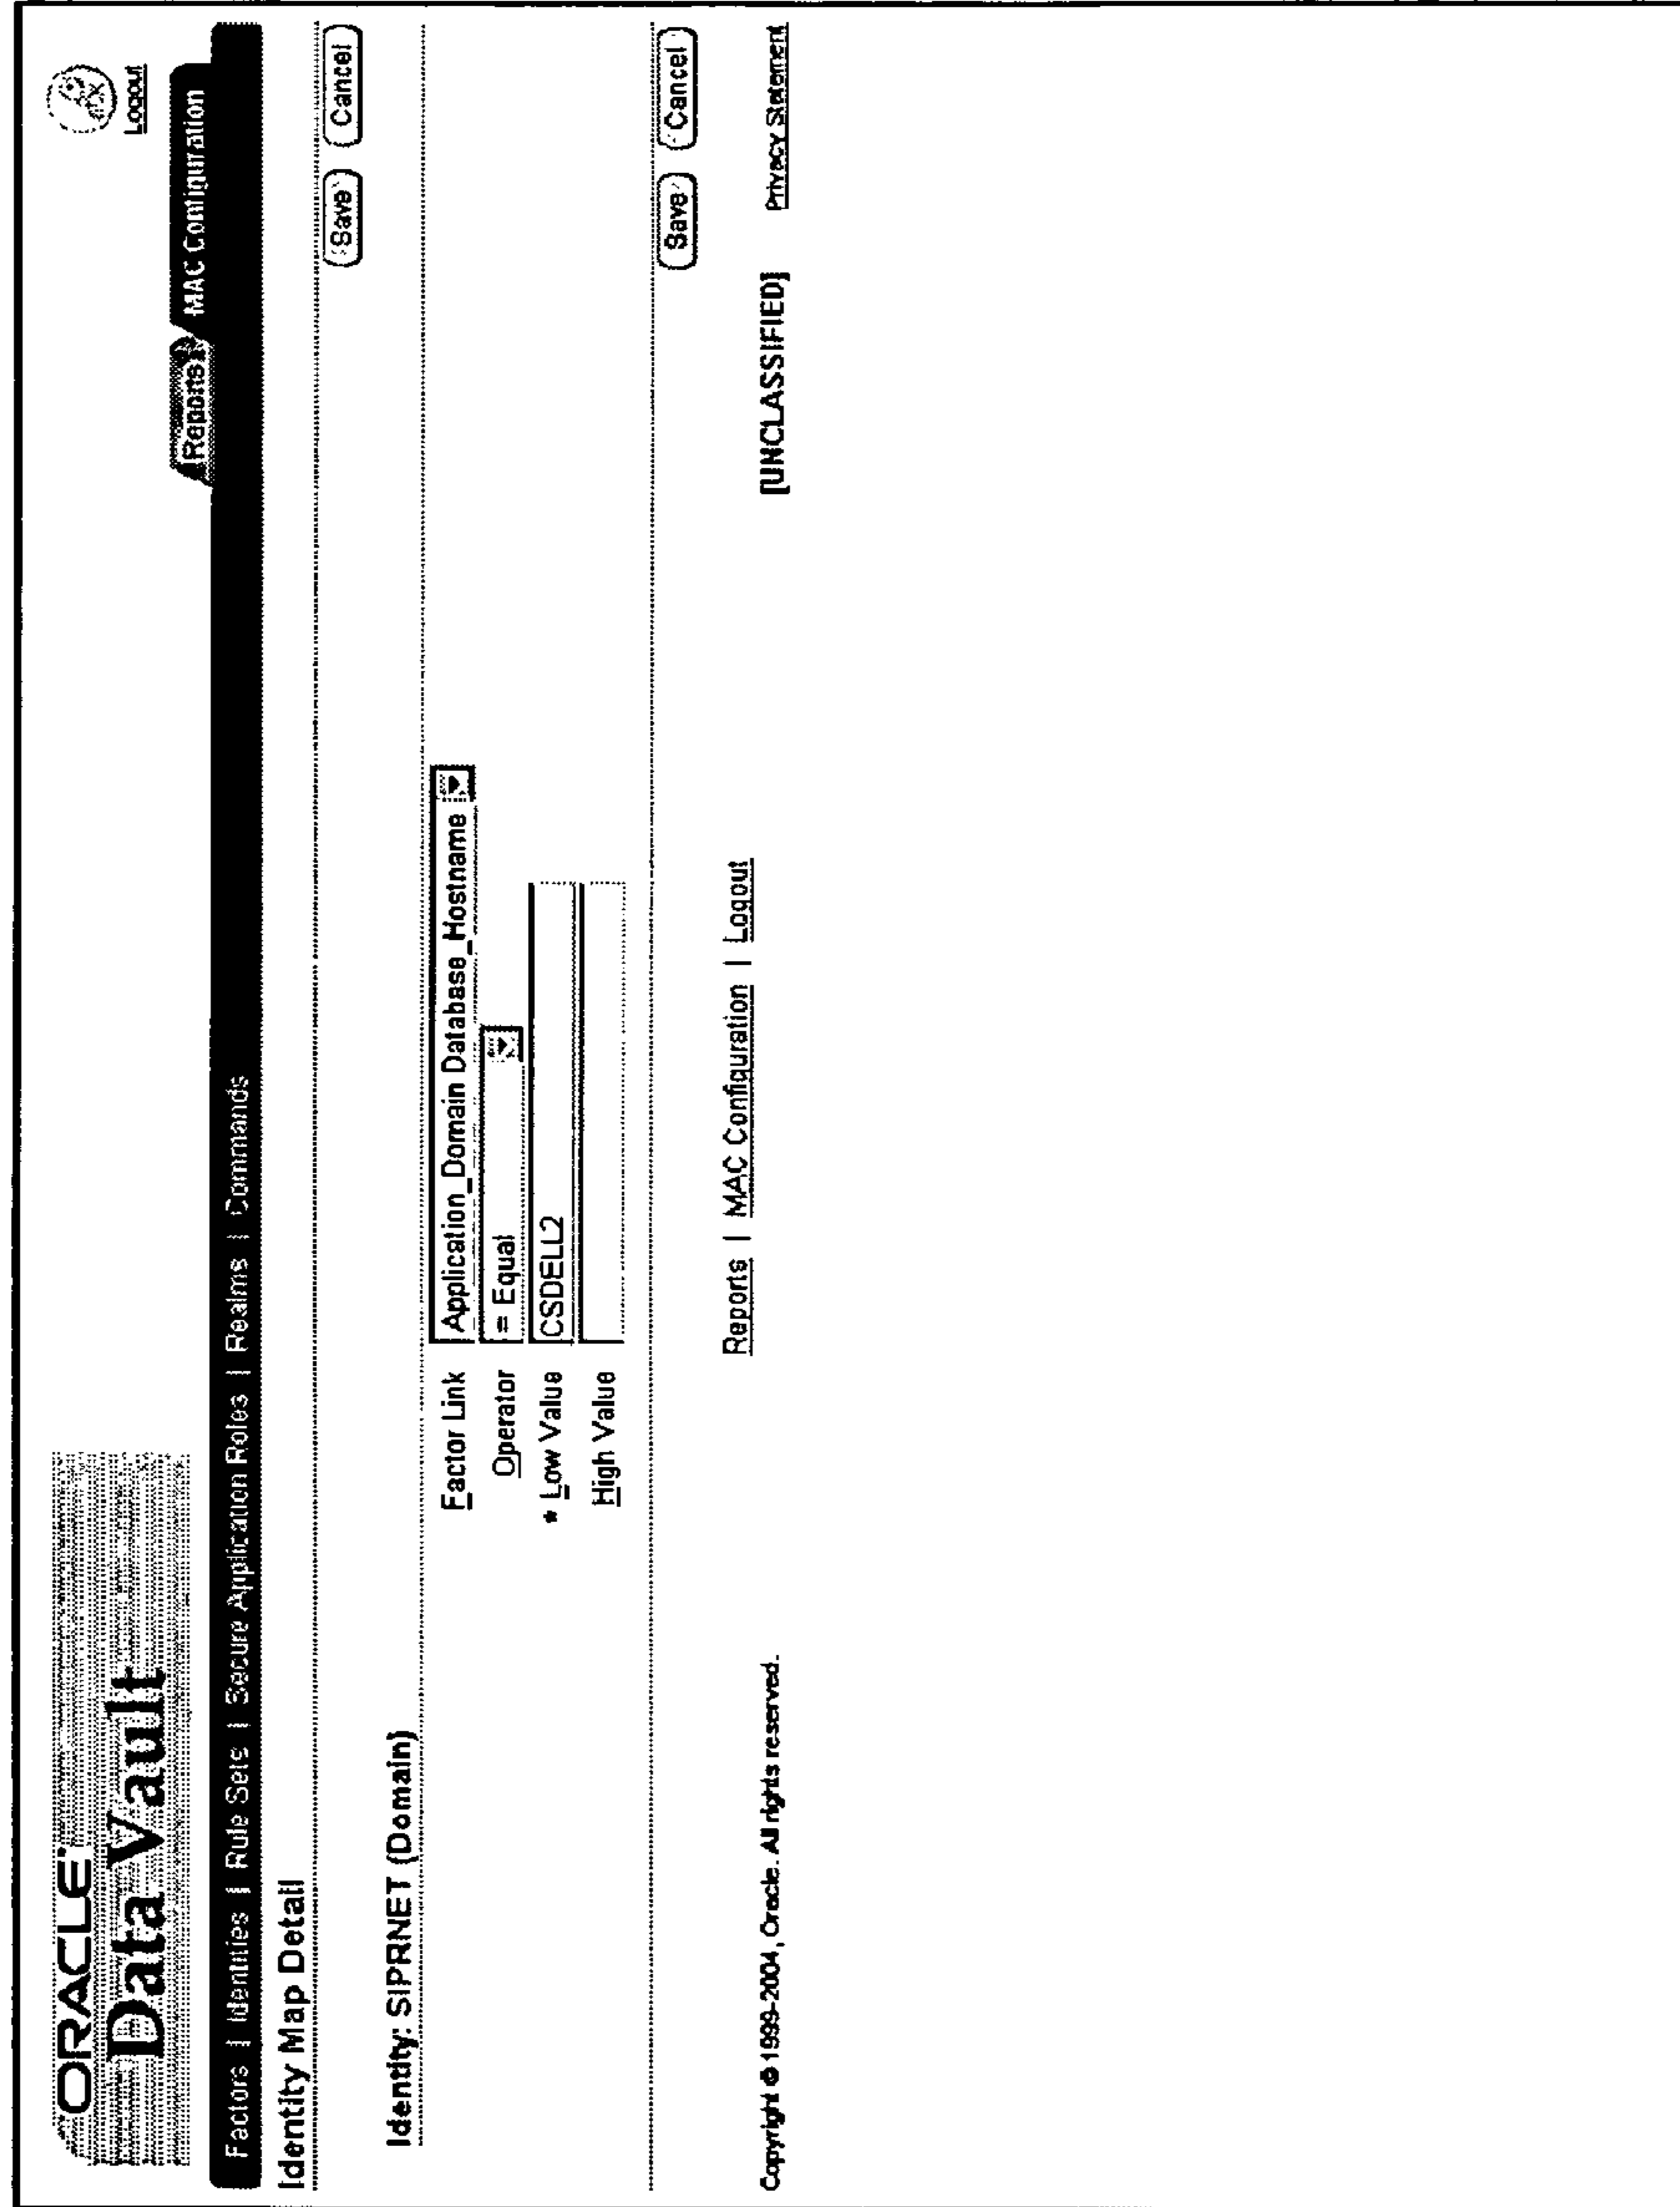 ORACLE
Data Vault
Logout
Reports MAC Configuration
Factors | Identities | Rule Sets | Secure Application Roles | Realms | Commands
Identity Map Detail
Save Cancel
Identity: SIPRNET (Domain)
Factor Link Application_Domain Database_Hostname
Operator = Equal
* Low Value CSDELL2
High Value
Save Cancel
Reports | MAC Configuration | Logout
Copyright © 1999-2004, Oracle. All rights reserved. [UNCLASSIFIED] Privacy Statement